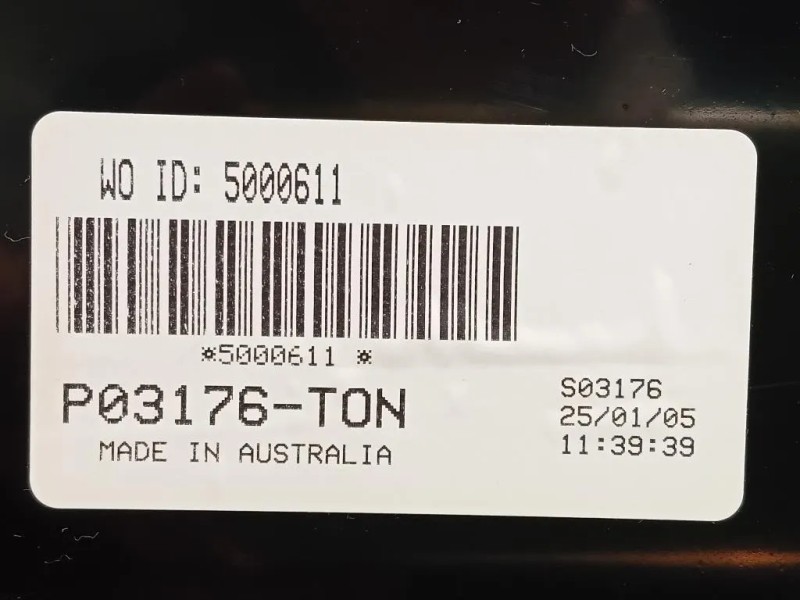 WO ID: 5000611
*5000611 *
P03176-TON
MADE IN AUSTRALIA
S03176
25/01/05
11:39:39